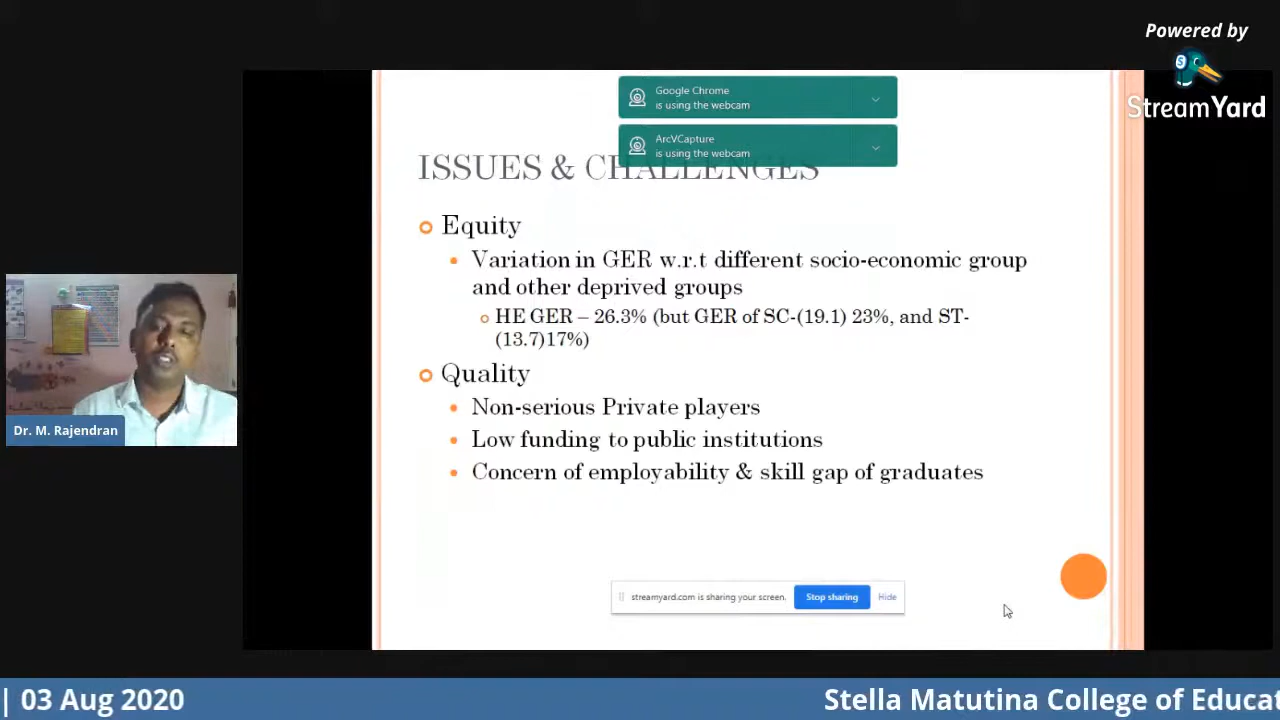 Powered by
StreamYard
Google Chrome
is using the webcam
ArcVCapture
is using the webcam
ISSUES & CHALLENGES
Equity
Variation in GER w.r.t different socio-economic group
and other deprived groups
HE GER – 26.3% (but GER of SC-(19.1) 23%, and ST-
(13.7)17%)
Quality
Non-serious Private players
Low funding to public institutions
Concern of employability & skill gap of graduates
Dr. M. Rajendran
streamyard.com is sharing your screen.
Stop sharing
Hide
| 03 Aug 2020
Stella Matutina College of Educat